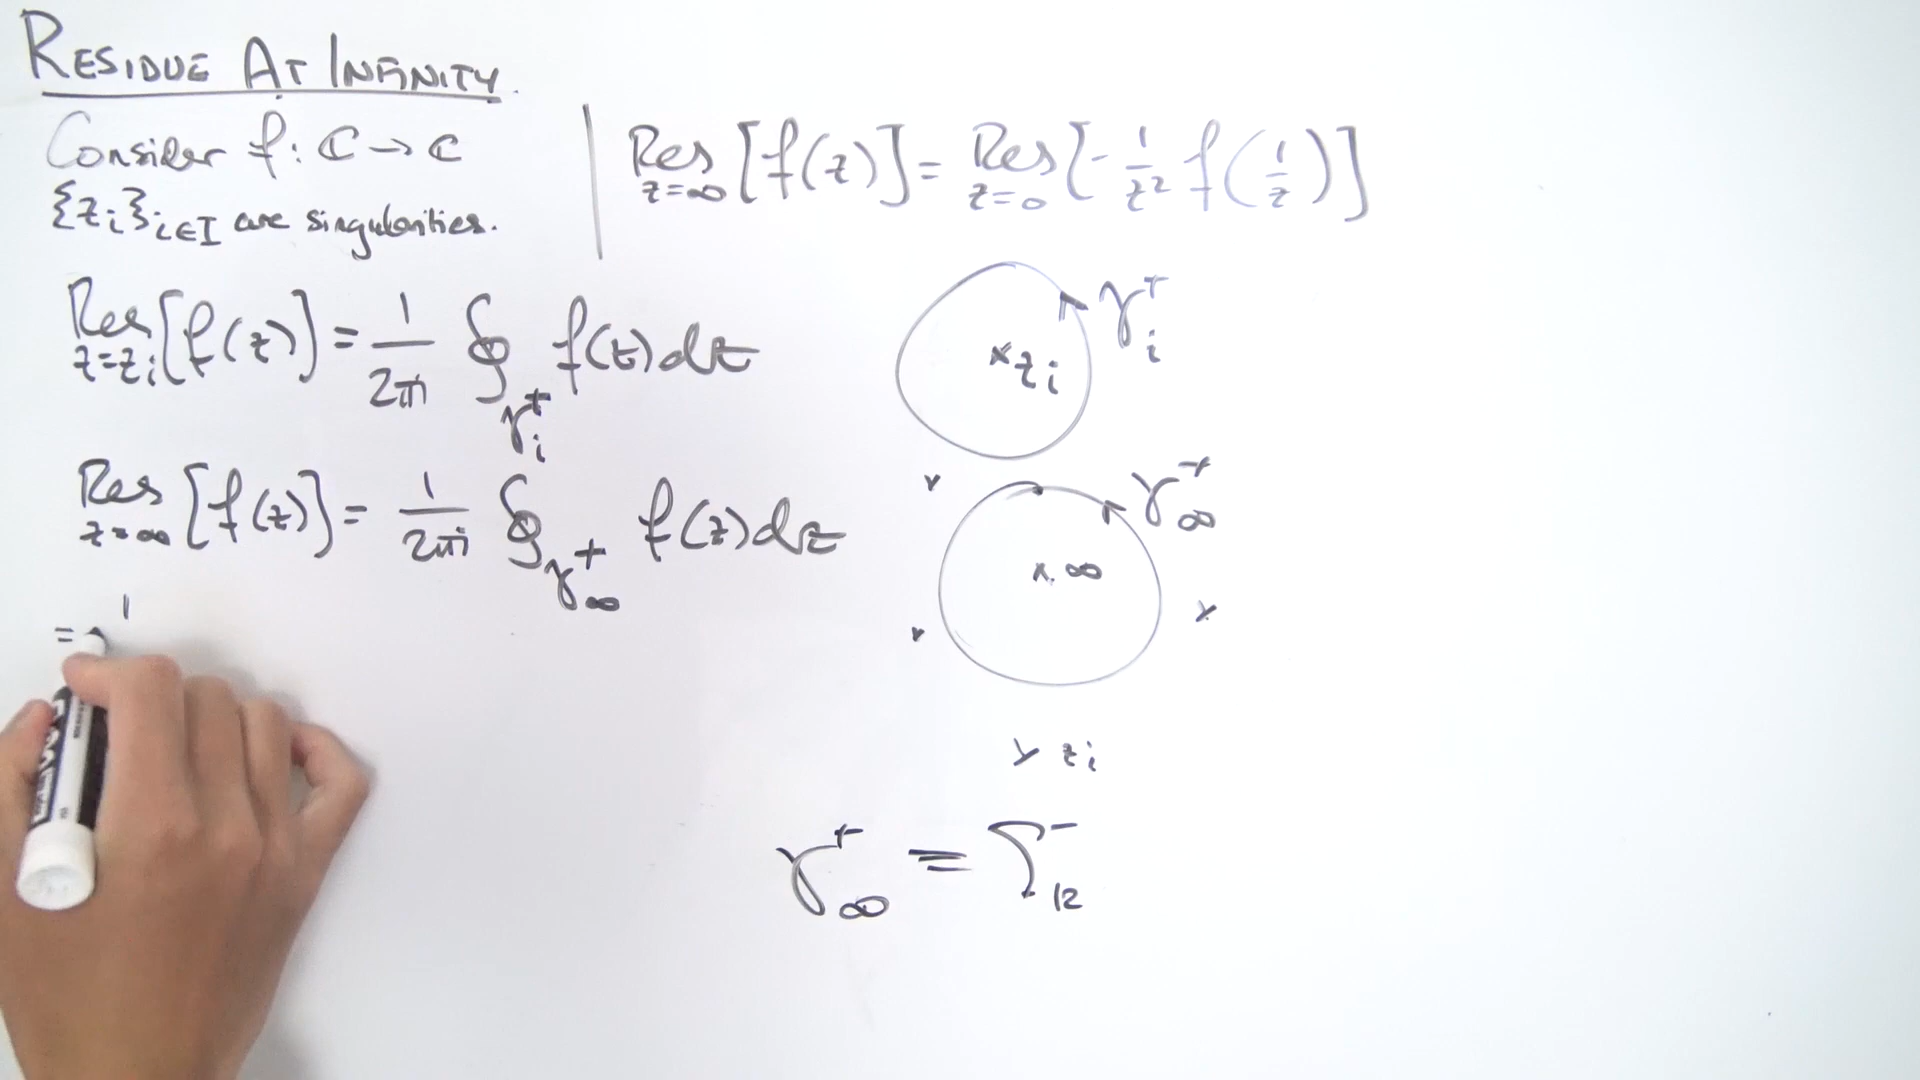 RESIDUE AT INFINITY.
Consider f: ℂ → ℂ
{z_i}_{i∈I} are singularities.
Res_{z=∞} [f(z)] = Res_{z=0} [- 1/z² f(1/z)]
Res_{z=z_i} [f(z)] = 1/2πi ∮_{γ_i^+} f(z)dz
x z_i γ_i^+
Res_{z=∞} [f(z)] = 1/2πi ∮_{γ_∞^+} f(z)dz
x ∞ γ_∞^+
x z_i
= 1
γ_∞^+ = Γ_R^-